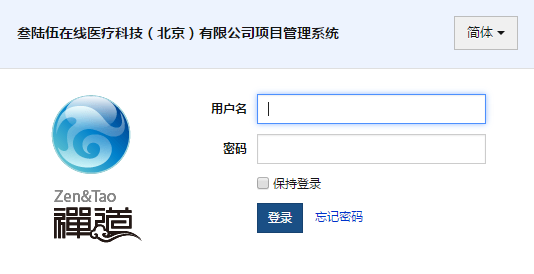 叁陆伍在线医疗科技（北京）有限公司项目管理系统
简体
用户名
密码
保持登录
登录 忘记密码
Zen&Tao
禪道